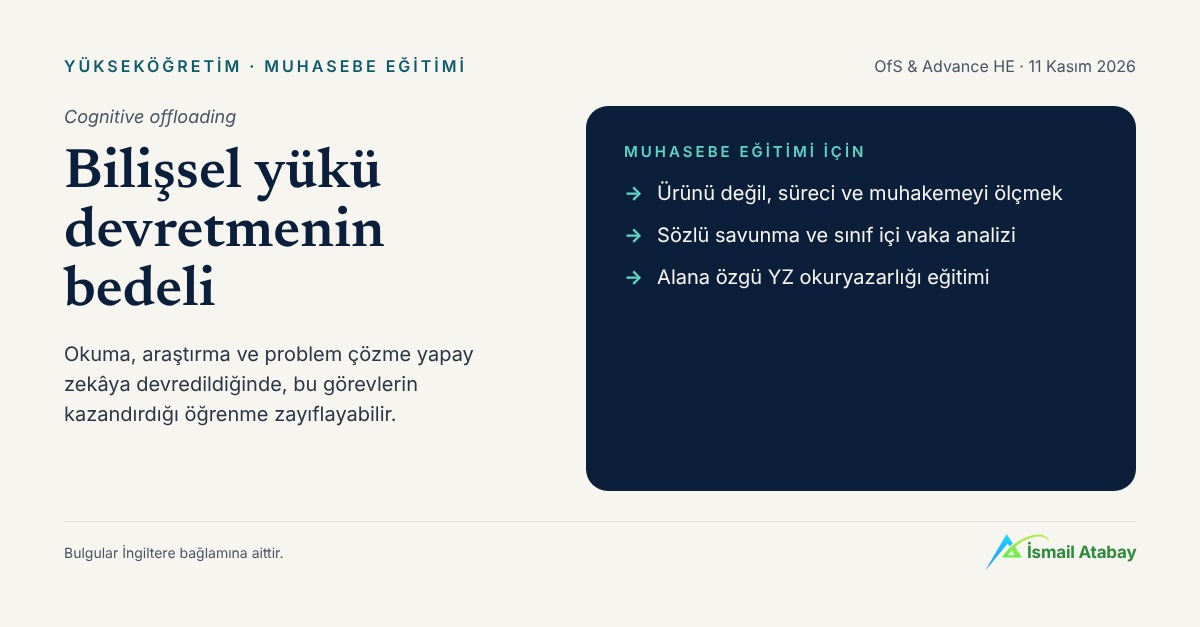 YÜKSEKÖĞRETİM · MUHASEBE EĞİTİMİ
OfS & Advance HE · 11 Kasım 2026
Cognitive offloading
Bilişsel yükü
devretmenin
bedeli
Okuma, araştırma ve problem çözme yapay
zekâya devredildiğinde, bu görevlerin
kazandırdığı öğrenme zayıflayabilir.
MUHASEBE EĞİTİMİ İÇİN
→ Ürünü değil, süreci ve muhakemeyi ölçmek
→ Sözlü savunma ve sınıf içi vaka analizi
→ Alana özgü YZ okuryazarlığı eğitimi
Bulgular İngiltere bağlamına aittir.
İsmail Atabay